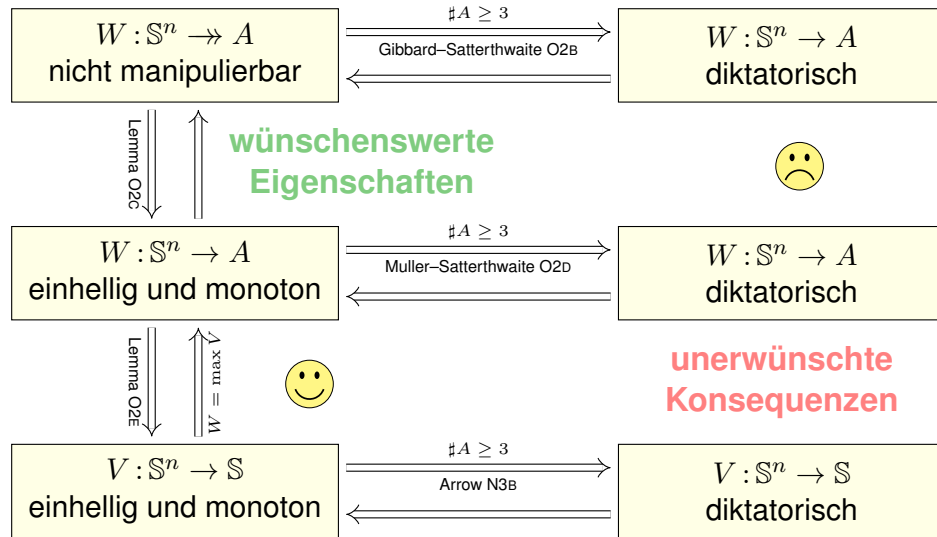 W : 𝕊ⁿ ↠ A
nicht manipulierbar
♯A ≥ 3
Gibbard–Satterthwaite O2B
W : 𝕊ⁿ → A
diktatorisch
Lemma O2C
wünschenswerte
Eigenschaften
W : 𝕊ⁿ → A
einhellig und monoton
♯A ≥ 3
Muller–Satterthwaite O2D
W : 𝕊ⁿ → A
diktatorisch
Lemma O2E
W = max V
unerwünschte
Konsequenzen
V : 𝕊ⁿ → 𝕊
einhellig und monoton
♯A ≥ 3
Arrow N3B
V : 𝕊ⁿ → 𝕊
diktatorisch